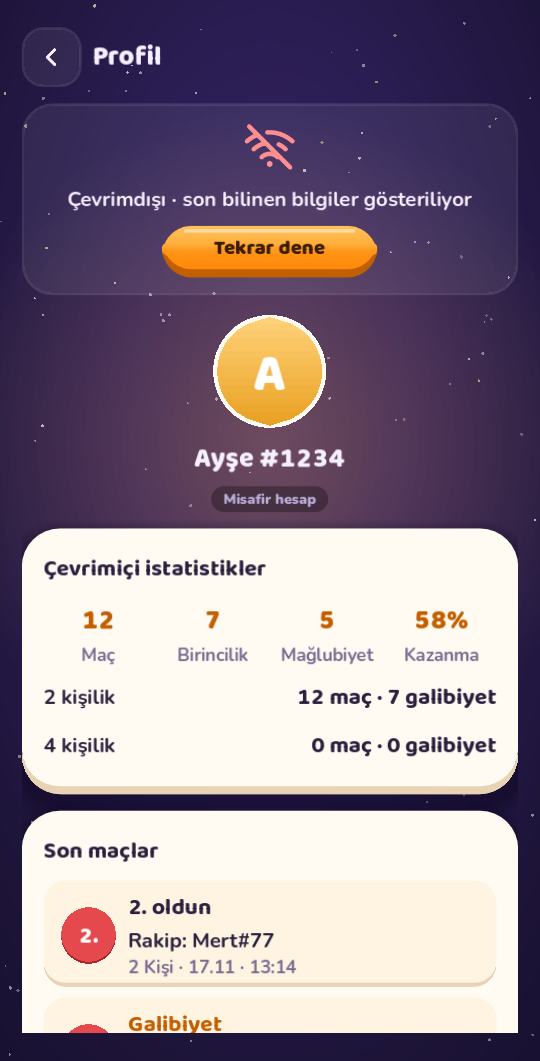 Profil
Çevrimdışı · son bilinen bilgiler gösteriliyor
Tekrar dene
A
Ayşe #1234
Misafir hesap
Çevrimiçi istatistikler
12 7 5 58%
Maç Birincilik Mağlubiyet Kazanma
2 kişilik 12 maç · 7 galibiyet
4 kişilik 0 maç · 0 galibiyet
Son maçlar
2. oldun
2. Rakip: Mert#77
2 Kişi · 17.11 · 13:14
Galibiyet